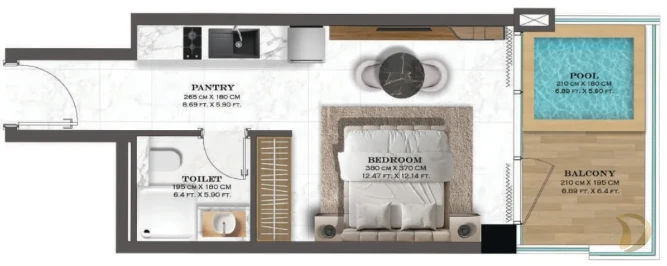 PANTRY
265 CM X 180 CM
8.69 FT. X 5.90 FT.
POOL
210 CM X 180 CM
6.89 FT. X 5.90 FT.
BEDROOM
380 CM X 370 CM
12.47 FT. X 12.14 FT.
TOILET
195 CM X 180 CM
6.4 FT. X 5.90 FT.
BALCONY
210 CM X 195 CM
6.89 FT. X 6.4 FT.